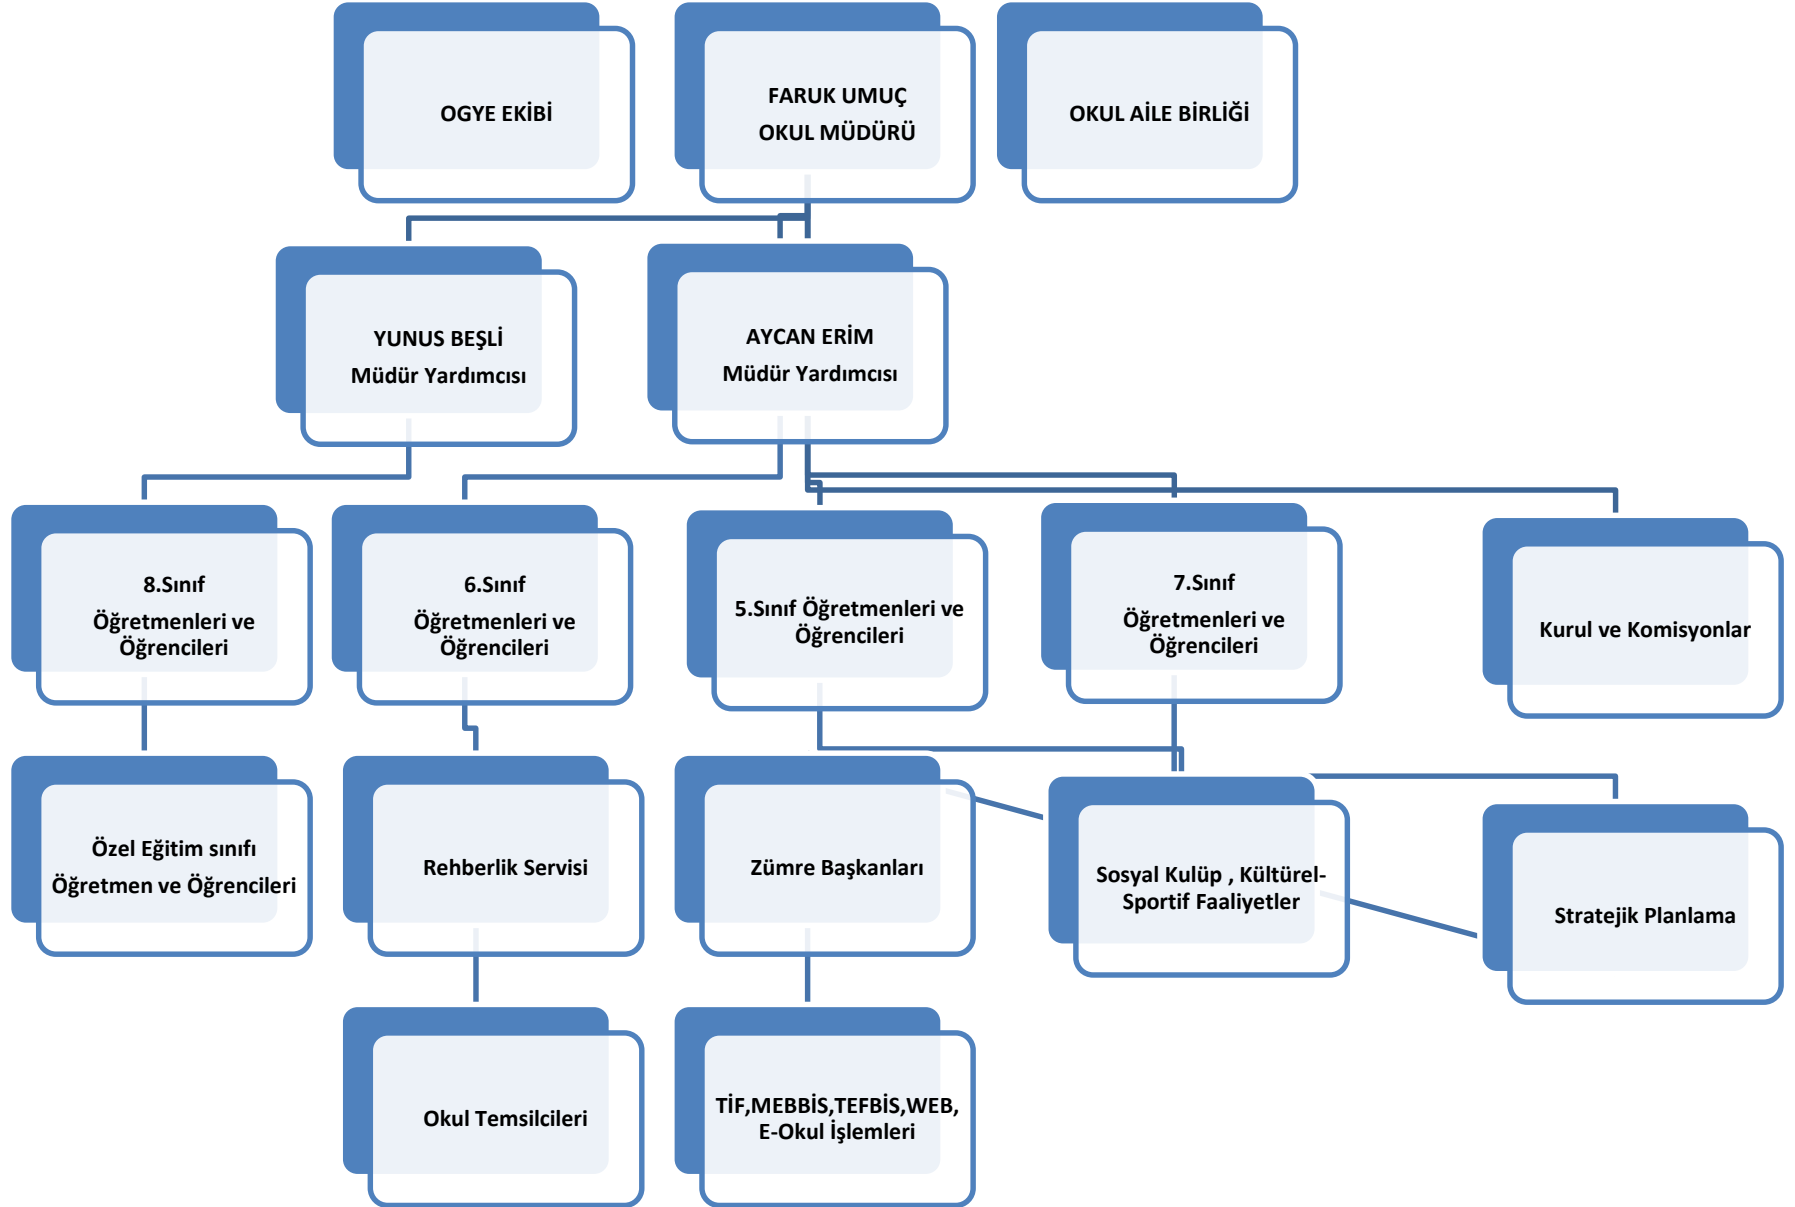 OGYE EKİBİ
FARUK UMUÇ
OKUL MÜDÜRÜ
OKUL AİLE BİRLİĞİ
YUNUS BEŞLİ
Müdür Yardımcısı
AYCAN ERİM
Müdür Yardımcısı
8.Sınıf
Öğretmenleri ve
Öğrencileri
6.Sınıf
Öğretmenleri ve
Öğrencileri
5.Sınıf Öğretmenleri ve
Öğrencileri
7.Sınıf
Öğretmenleri ve
Öğrencileri
Kurul ve Komisyonlar
Özel Eğitim sınıfı
Öğretmen ve Öğrencileri
Rehberlik Servisi
Zümre Başkanları
Sosyal Kulüp , Kültürel-
Sportif Faaliyetler
Stratejik Planlama
Okul Temsilcileri
TİF,MEBBİS,TEFBİS,WEB,
E-Okul İşlemleri